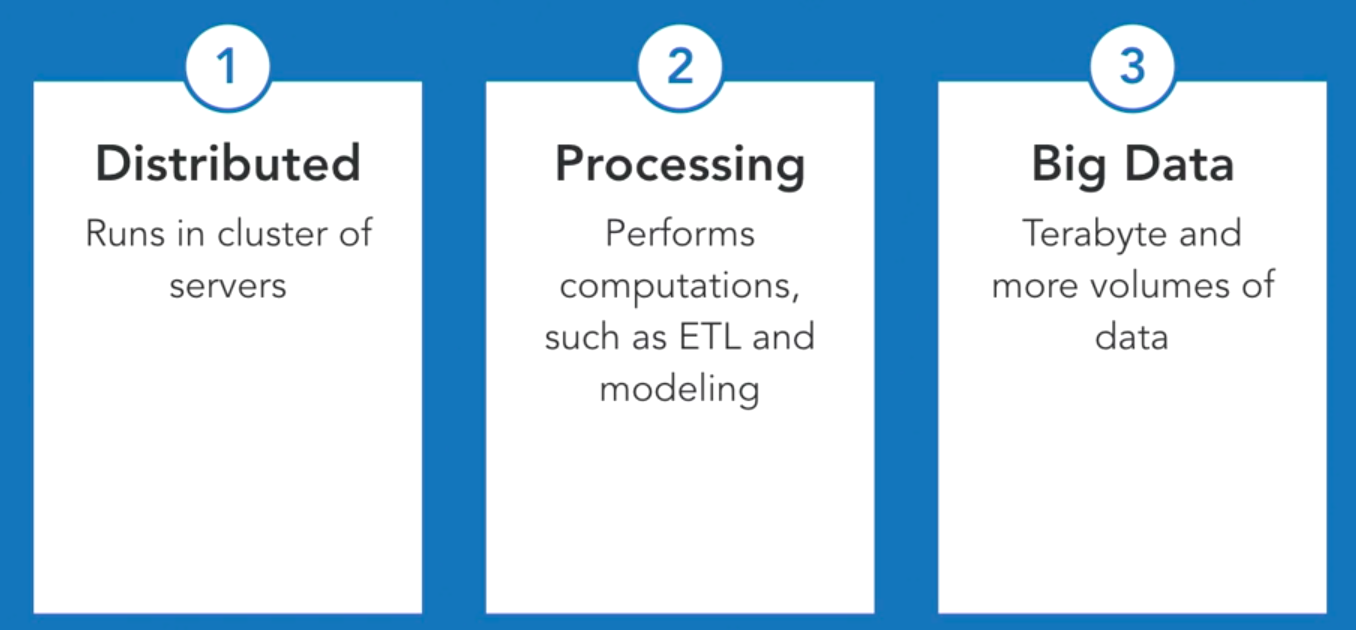 1
Distributed
Runs in cluster of
servers
2
Processing
Performs
computations,
such as ETL and
modeling
3
Big Data
Terabyte and
more volumes of
data